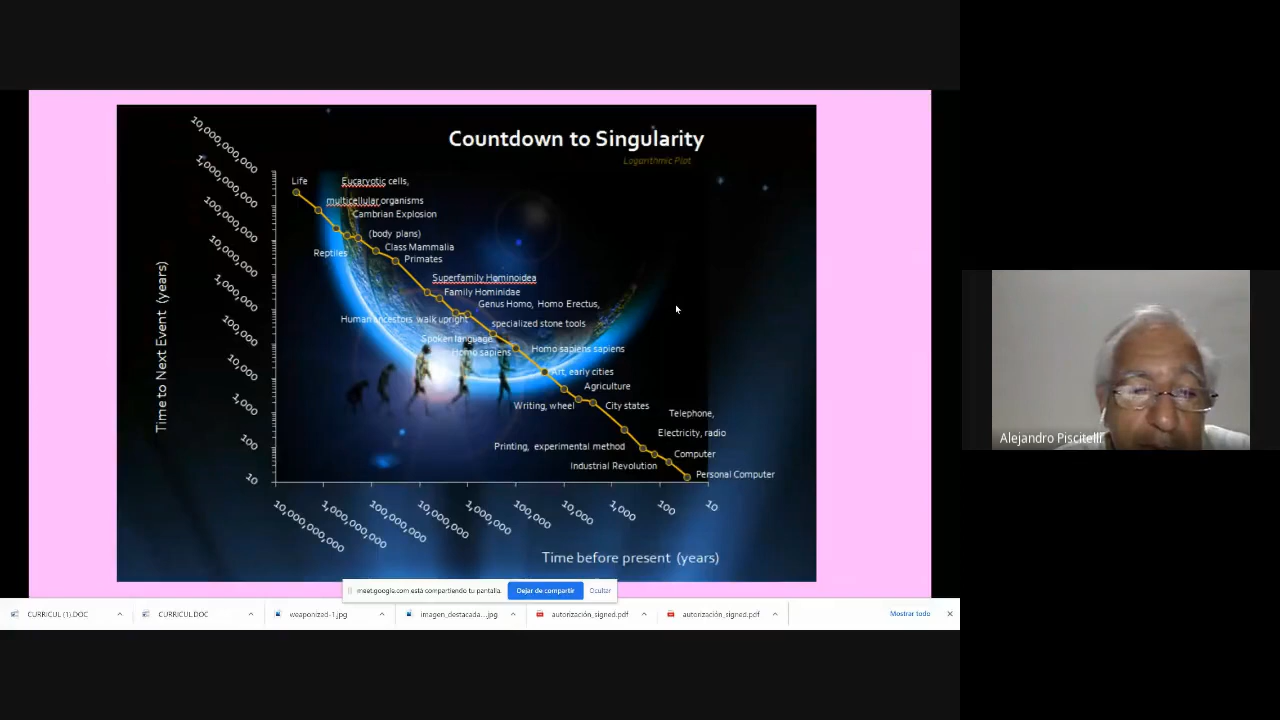 Countdown to Singularity
Logarithmic Plot
10,000,000,000
1,000,000,000
100,000,000
10,000,000
1,000,000
100,000
10,000
1,000
100
10
Time to Next Event (years)
Life
Eucaryotic cells,
multicellular organisms
Cambrian Explosion
(body plans)
Reptiles
Class Mammalia
Primates
Superfamily Hominoidea
Family Hominidae
Genus Homo, Homo Erectus,
specialized stone tools
Human ancestors walk upright
Spoken language
Homo sapiens
Homo sapiens sapiens
Art, early cities
Agriculture
Writing, wheel
City states
Telephone,
Electricity, radio
Printing, experimental method
Computer
Industrial Revolution
Personal Computer
10,000,000,000
1,000,000,000
100,000,000
10,000,000
1,000,000
100,000
10,000
1,000
100
10
Time before present (years)
Alejandro Piscitelli
meet.google.com está compartiendo tu pantalla.
Dejar de compartir
Ocultar
CURRICUL (1).DOC
CURRICUL.DOC
weaponized-1.jpg
imagen_destacada....jpg
autorización_signed.pdf
autorización_signed.pdf
Mostrar todo